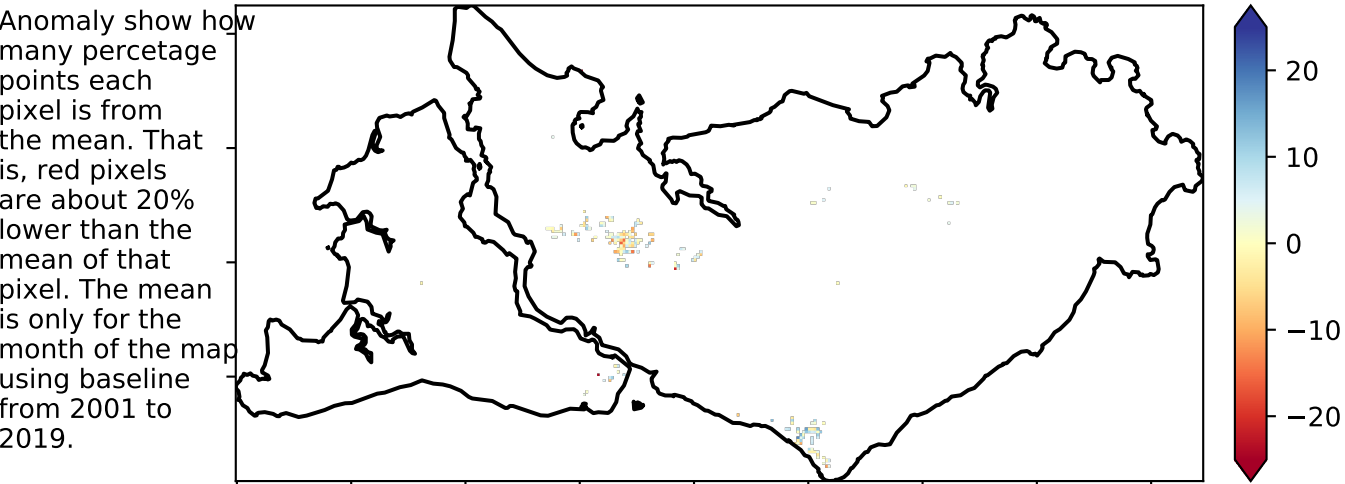 Anomaly show how
many percetage
points each
pixel is from
the mean. That
is, red pixels
are about 20%
lower than the
mean of that
pixel. The mean
is only for the
month of the map
using baseline
from 2001 to
2019.
20
10
0
−10
−20